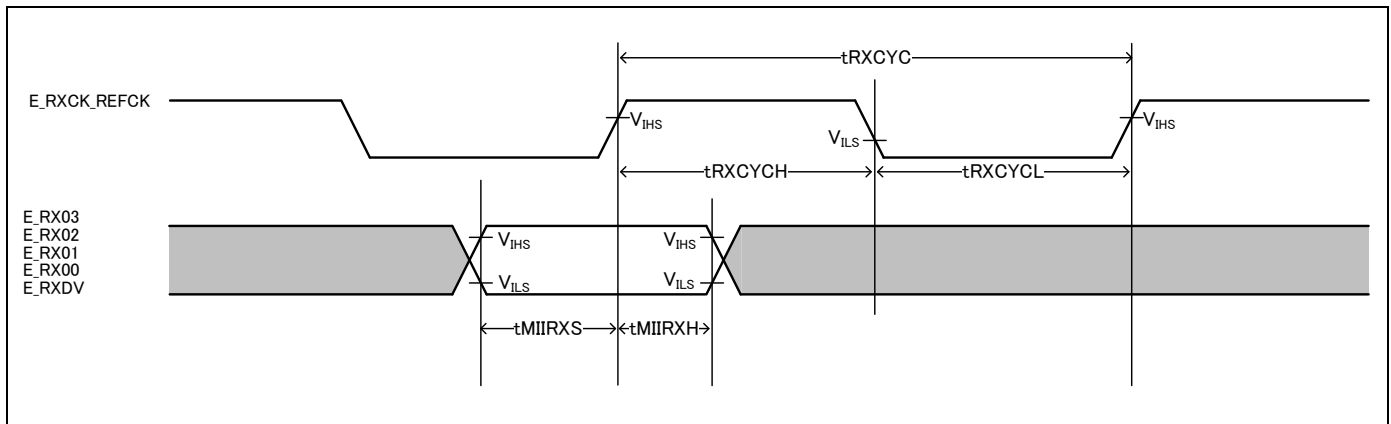 tRXCYC
E_RXCK_REFCK
VIHS
VILS
VIHS
tRXCYCH
tRXCYCL
E_RX03
E_RX02
E_RX01
E_RX00
E_RXDV
VIHS
VIHS
VILS
VILS
tMIIRXS
tMIIRXH